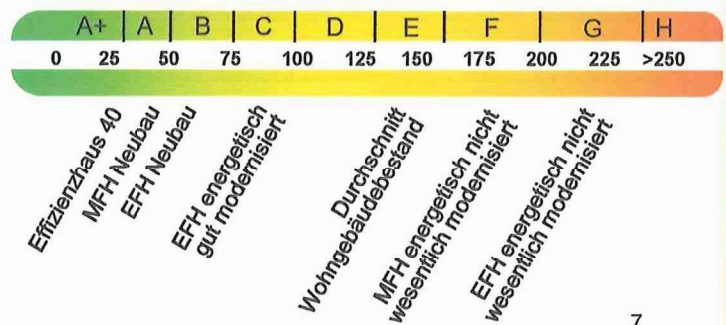 A+ A B C D E F G H
0 25 50 75 100 125 150 175 200 225 >250
Effizienzhaus 40
MFH Neubau
EFH Neubau
EFH energetisch
gut modernisiert
Durchschnitt
Wohngebäudebestand
MFH energetisch nicht
wesentlich modernisiert
EFH energetisch nicht
wesentlich modernisiert
7